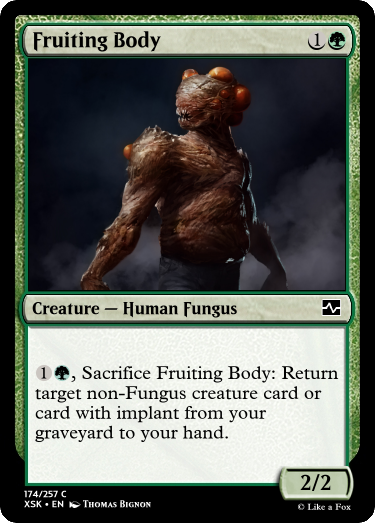 Fruiting Body 1
Creature — Human Fungus
1, Sacrifice Fruiting Body: Return
target non-Fungus creature card or
card with implant from your
graveyard to your hand.
2/2
174/257 C
XSK • EN Thomas Bignon
© Like a Fox